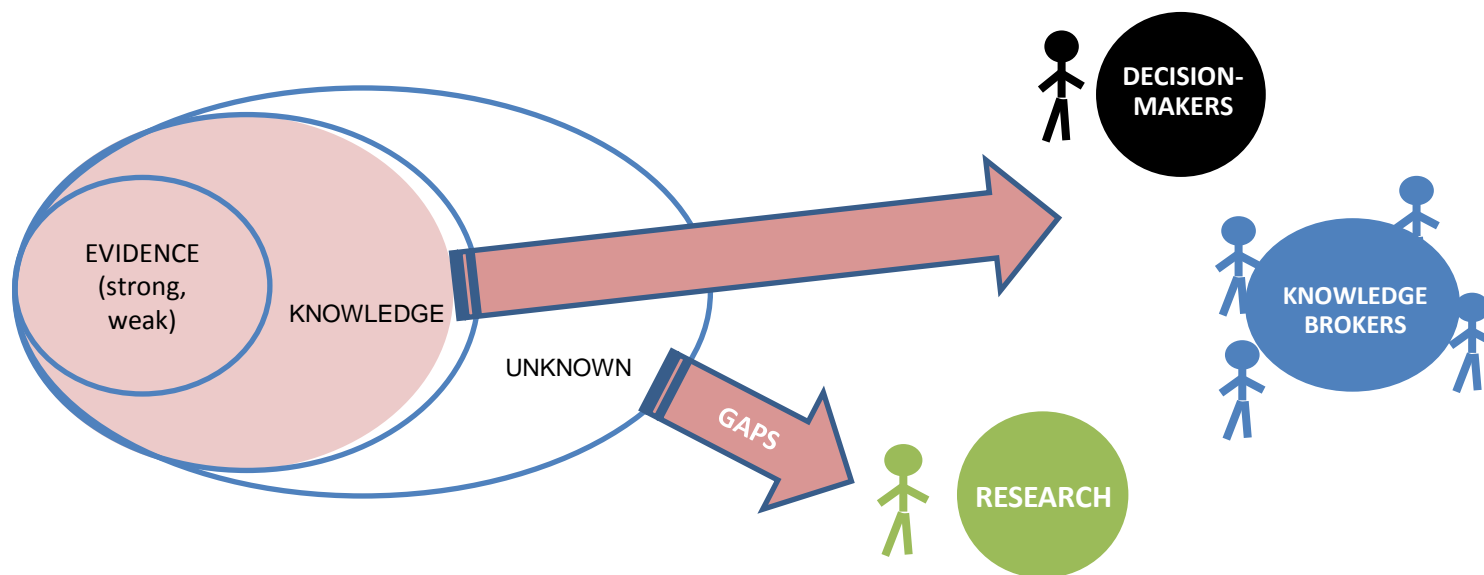 EVIDENCE
(strong,
weak)
KNOWLEDGE
UNKNOWN
GAPS
DECISION-
MAKERS
KNOWLEDGE
BROKERS
RESEARCH